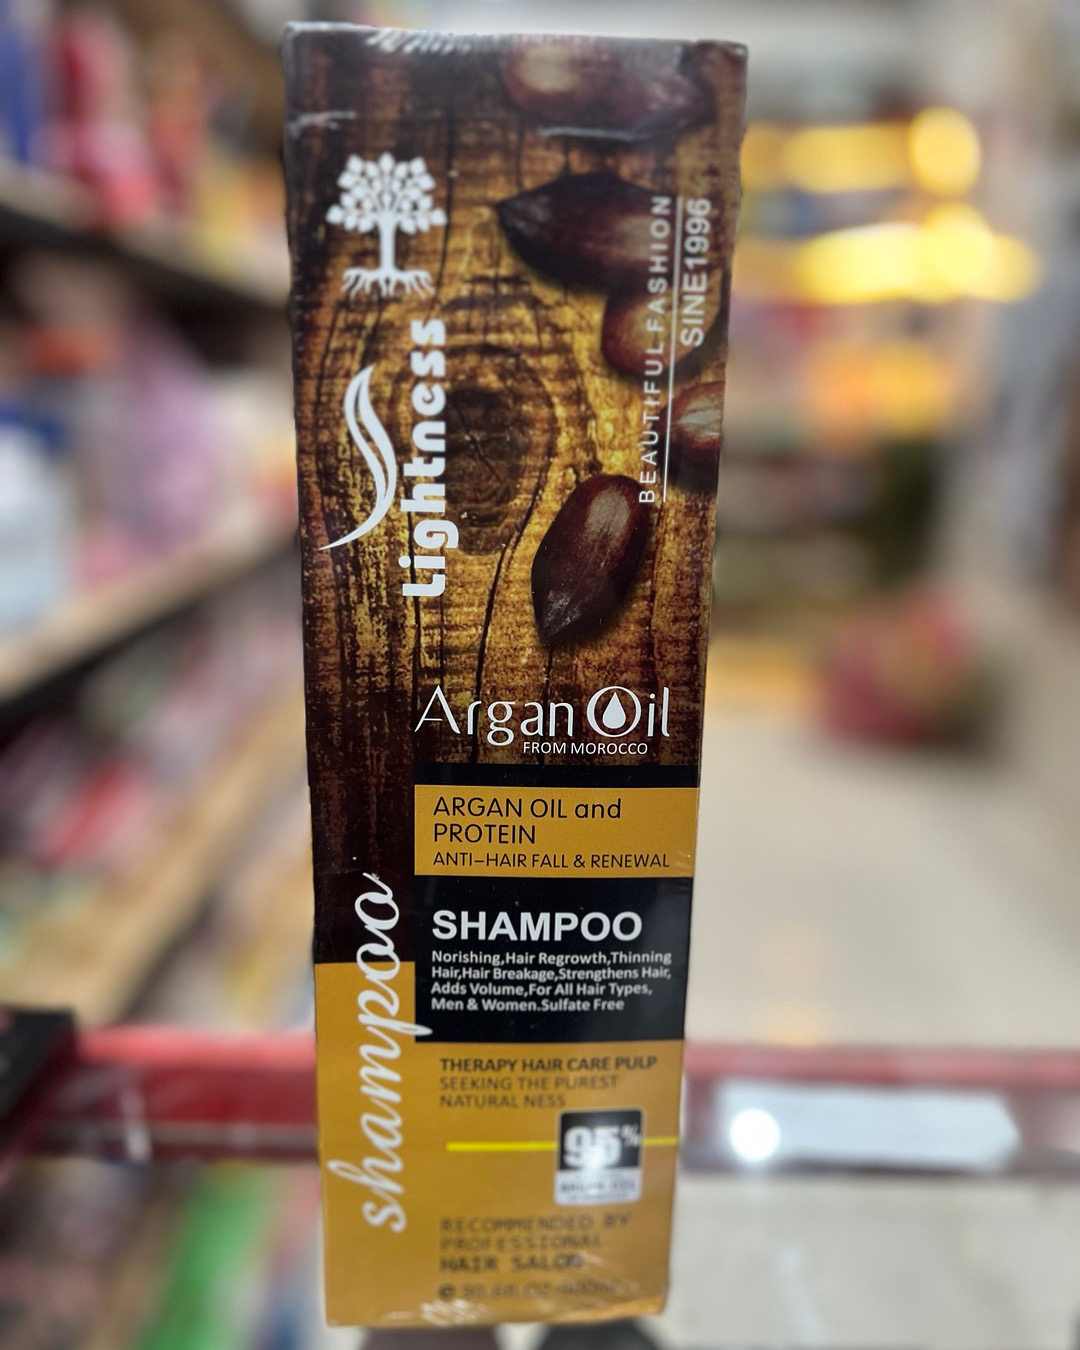 Lightness
BEAUTIFUL FASHION
SINE1996
Argan Oil
FROM MOROCCO
ARGAN OIL and
PROTEIN
ANTI–HAIR FALL & RENEWAL
SHAMPOO
Norishing,Hair Regrowth,Thinning
Hair,Hair Breakage,Strengthens Hair,
Adds Volume,For All Hair Types,
Men & Women.Sulfate Free
shampoo
THERAPY HAIR CARE PULP
SEEKING THE PUREST
NATURAL NESS
95%
ARGAN OIL
RECOMMENDED BY
PROFESSIONAL
HAIR SALON